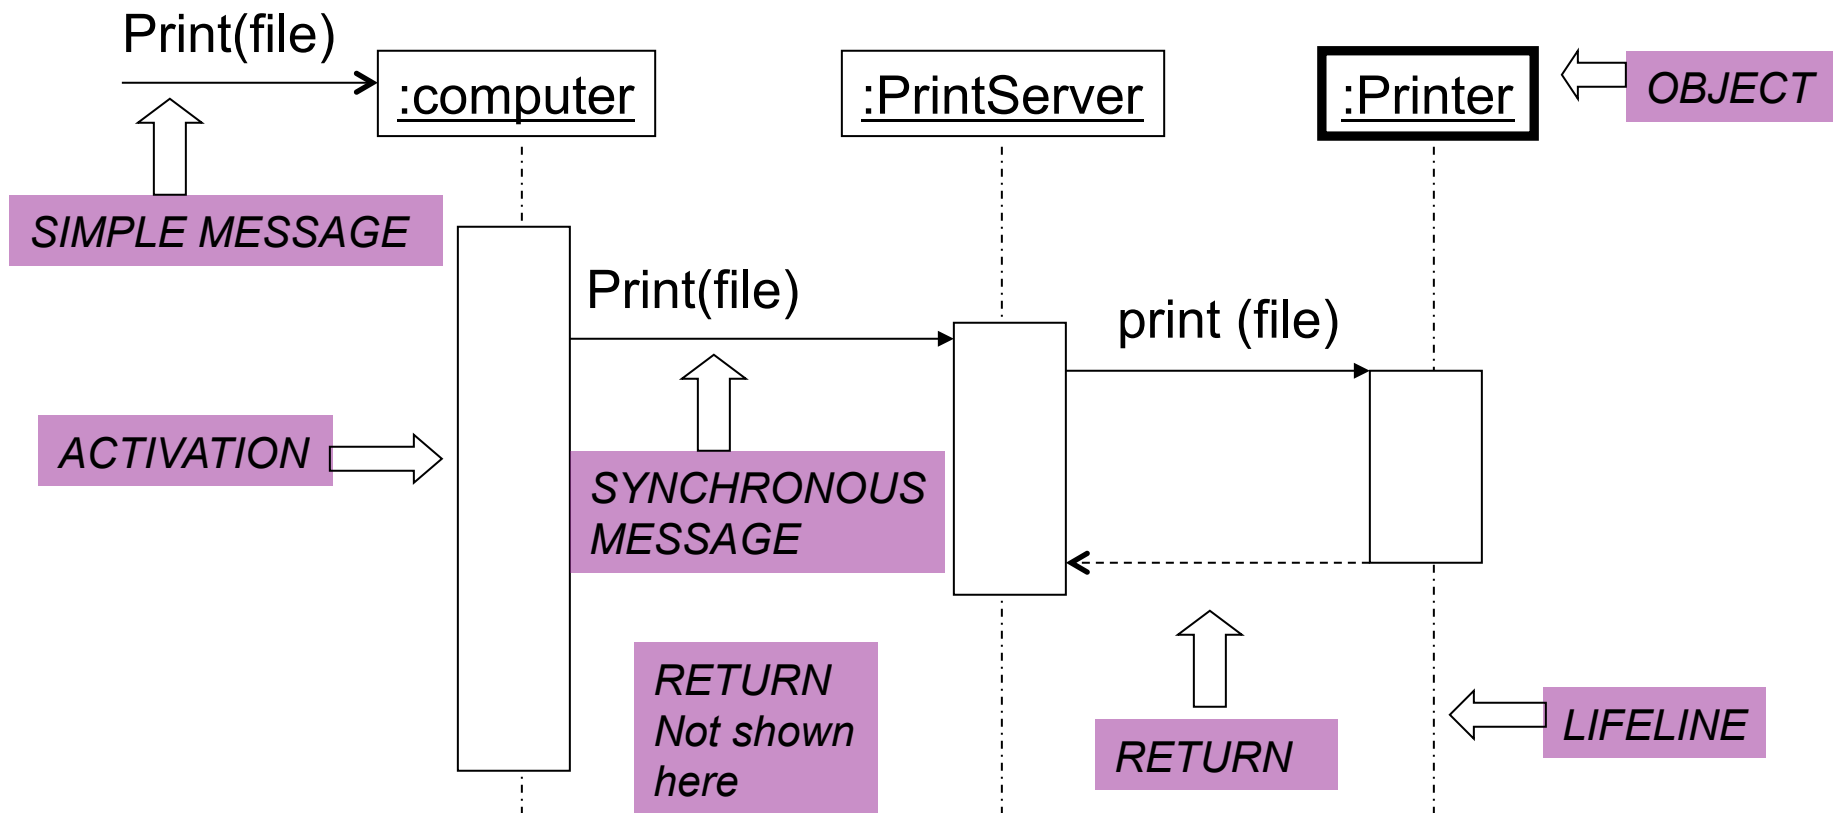 Print(file)
:computer
:PrintServer
:Printer
OBJECT
SIMPLE MESSAGE
Print(file)
print (file)
ACTIVATION
SYNCHRONOUS
MESSAGE
RETURN
Not shown
here
RETURN
LIFELINE